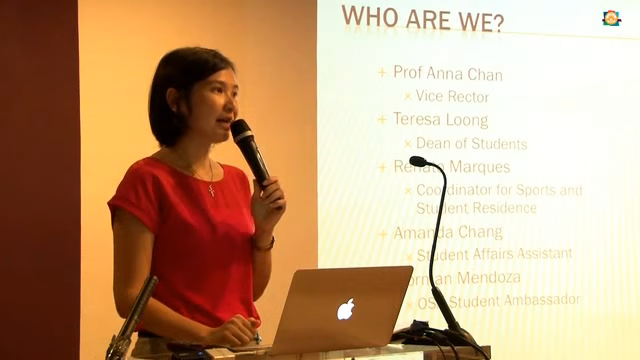 WHO ARE WE?
+ Prof Anna Chan
× Vice Rector
+ Teresa Loong
× Dean of Students
+ Renato Marques
× Coordinator for Sports and
Student Residence
+ Amanda Chang
× Student Affairs Assistant
Mendoza
Student Ambassador